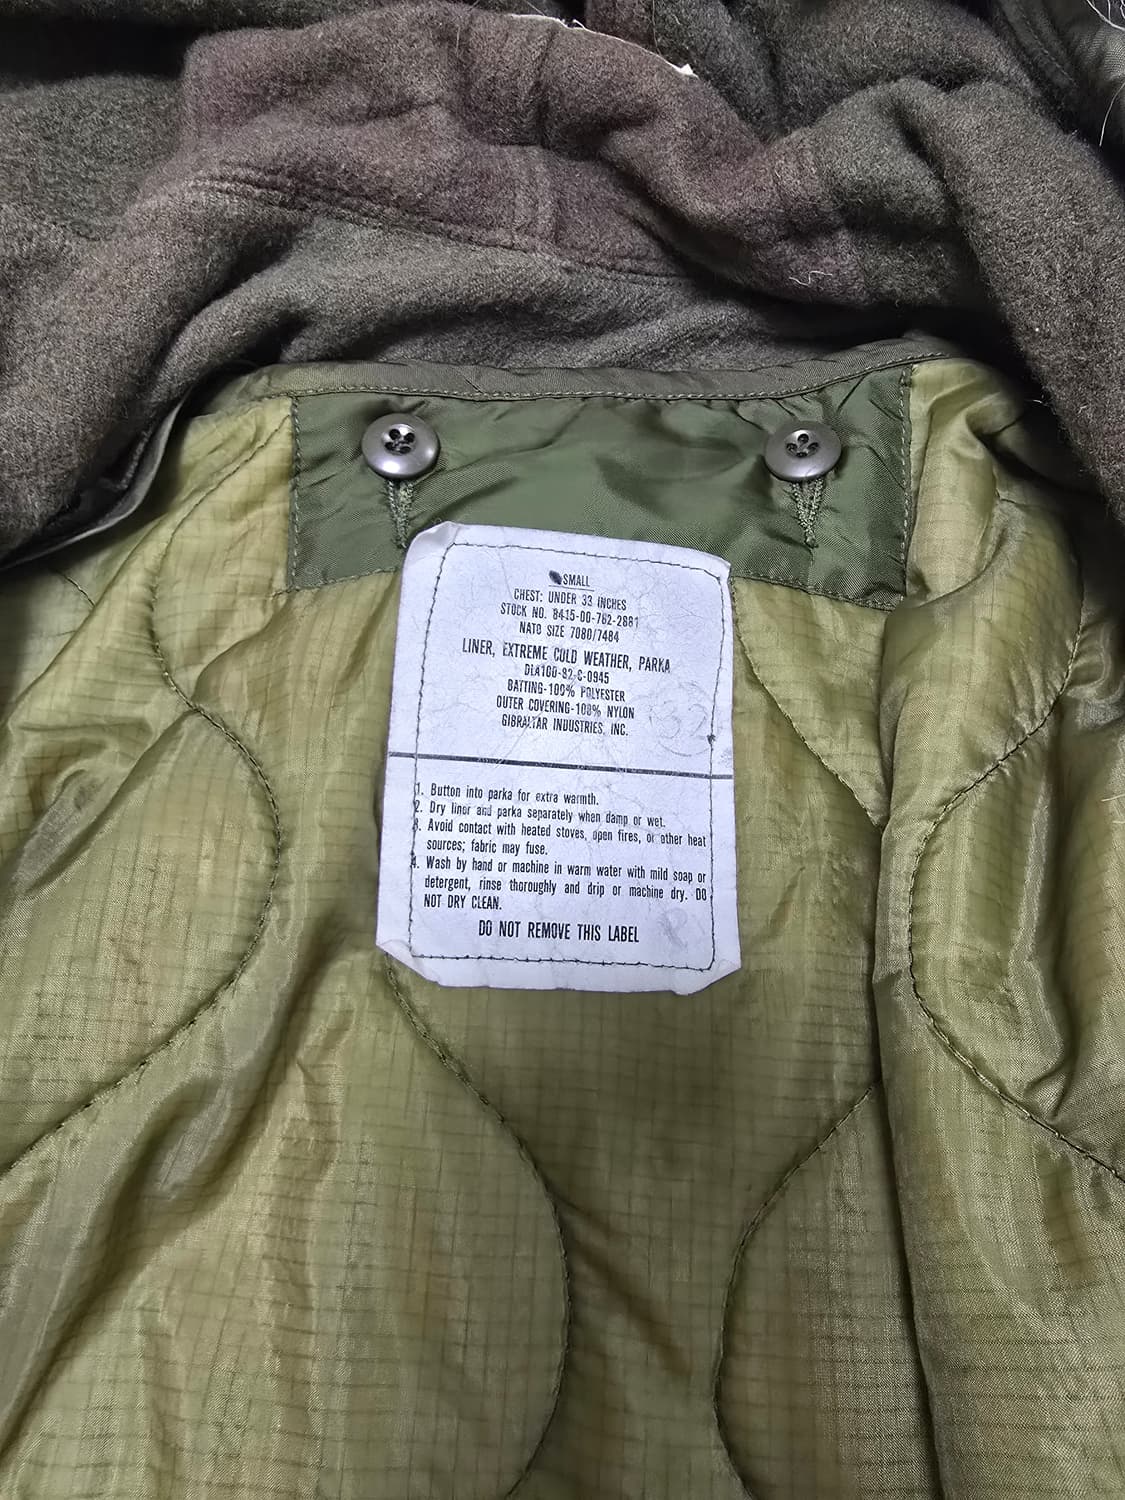 SMALL
CHEST: UNDER 33 INCHES
STOCK NO. 8415-00-782-2881
NATO SIZE 7080/7484
LINER, EXTREME COLD WEATHER, PARKA
DLA100-82-C-0945
BATTING-100% POLYESTER
OUTER COVERING-100% NYLON
GIBRALTAR INDUSTRIES, INC.
32
1. Button into parka for extra warmth.
2. Dry liner and parka separately when damp or wet.
3. Avoid contact with heated stoves, open fires, or other heat
sources; fabric may fuse.
4. Wash by hand or machine in warm water with mild soap or
detergent, rinse thoroughly and drip or machine dry. DO
NOT DRY CLEAN.
DO NOT REMOVE THIS LABEL